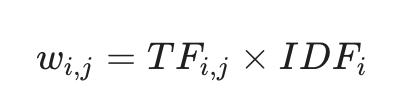 w_{i,j} = TF_{i,j} × IDF_i